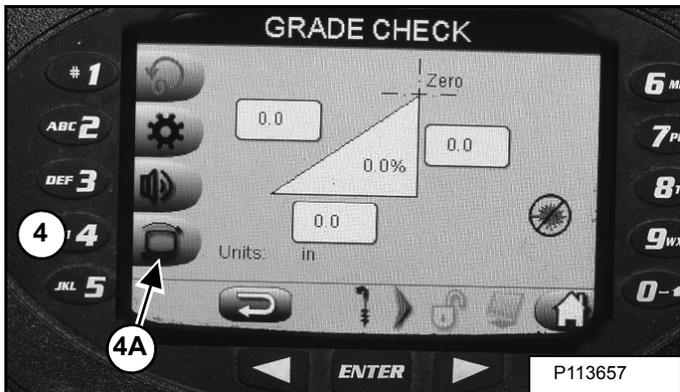 GRADE CHECK
# 1
ABC 2
DEF 3
4
4
JKL 5
4A
Zero
0.0
0.0%
0.0
0.0
Units: in
6
7
8
9
0
ENTER
P113657